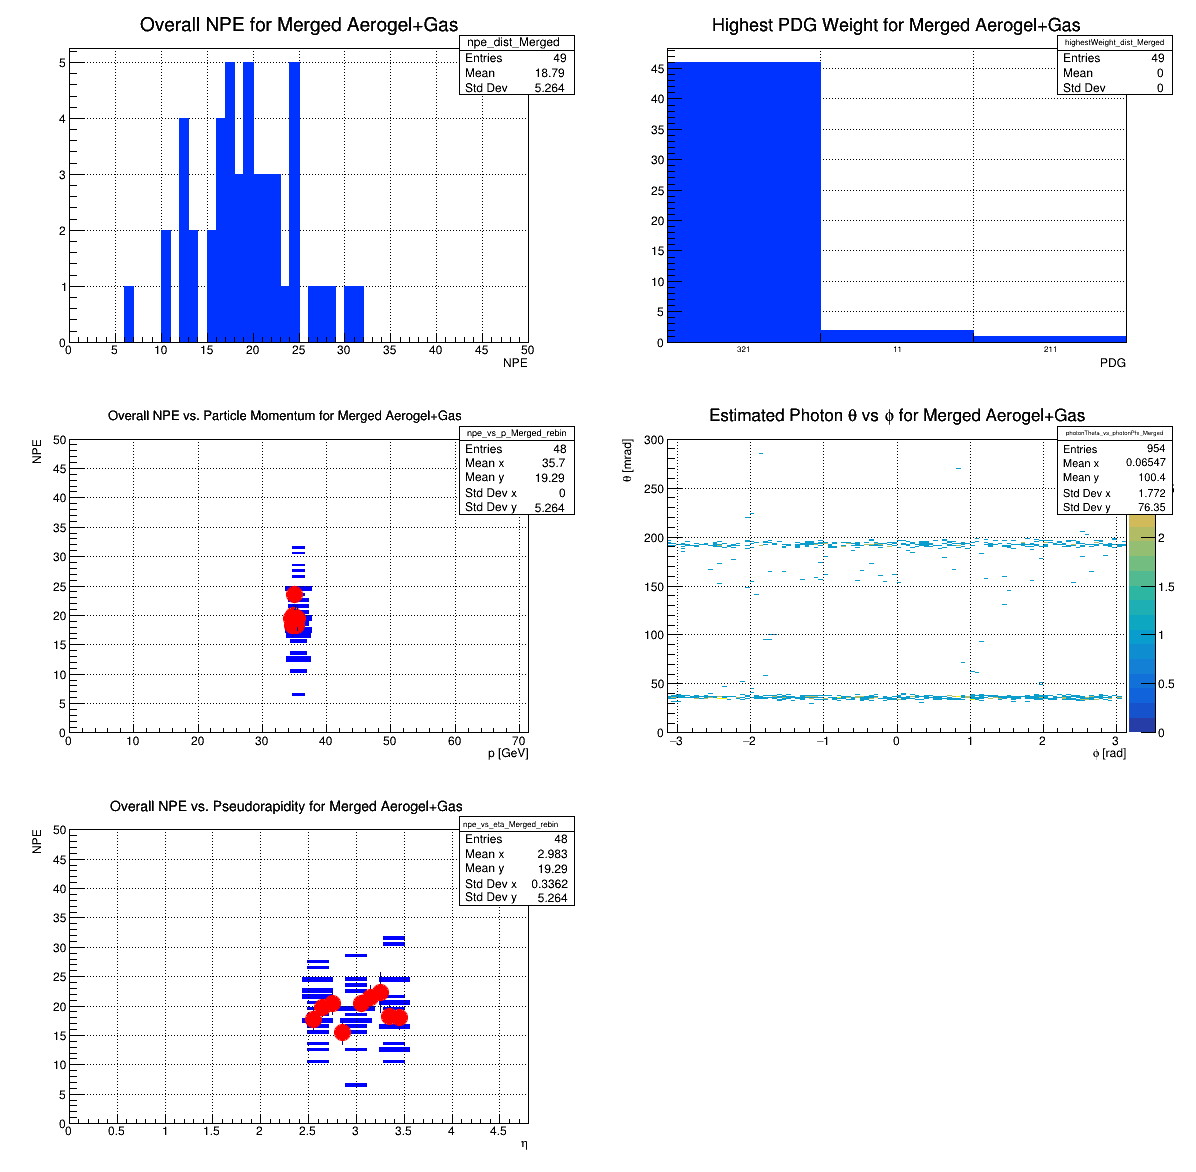 Overall NPE for Merged Aerogel+Gas
npe_dist_Merged
Entries 49
Mean 18.79
Std Dev 5.264
5
4
3
2
1
0
0 5 10 15 20 25 30 35 40 45 50
NPE
Highest PDG Weight for Merged Aerogel+Gas
highestWeight_dist_Merged
Entries 49
Mean 0
Std Dev 0
45
40
35
30
25
20
15
10
5
0
321 11 211
PDG
Overall NPE vs. Particle Momentum for Merged Aerogel+Gas
npe_vs_p_Merged_rebin
Entries 48
Mean x 35.7
Mean y 19.29
Std Dev x 0
Std Dev y 5.264
NPE
50
45
40
35
30
25
20
15
10
5
0
0 10 20 30 40 50 60 70
p [GeV]
Estimated Photon θ vs ϕ for Merged Aerogel+Gas
photonTheta_vs_photonPhi_Merged
Entries 954
Mean x 0.06547
Mean y 100.4
Std Dev x 1.772
Std Dev y 76.35
θ [mrad]
300
250
200
150
100
50
0
−3 −2 −1 0 1 2 3
ϕ [rad]
2
1.5
1
0.5
0
Overall NPE vs. Pseudorapidity for Merged Aerogel+Gas
npe_vs_eta_Merged_rebin
Entries 48
Mean x 2.983
Mean y 19.29
Std Dev x 0.3362
Std Dev y 5.264
NPE
50
45
40
35
30
25
20
15
10
5
0
0 0.5 1 1.5 2 2.5 3 3.5 4 4.5
η